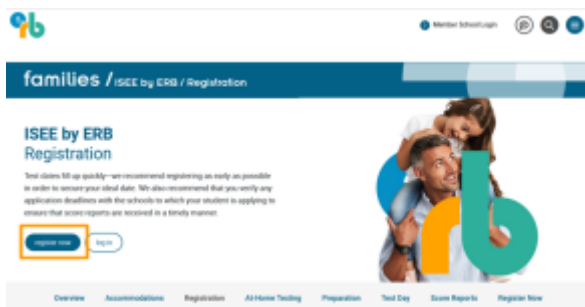 erb
Member School Login
families / ISEE by ERB / Registration
ISEE by ERB
Registration
Test dates fill up quickly—we recommend registering as early as possible
in order to secure your ideal date. We also recommend that you verify any
application deadlines with the schools to which your student is applying to
ensure that score reports are received in a timely manner.
register now
log in
Overview Accommodations Registration At-Home Testing Preparation Test Day Score Reports Register Now